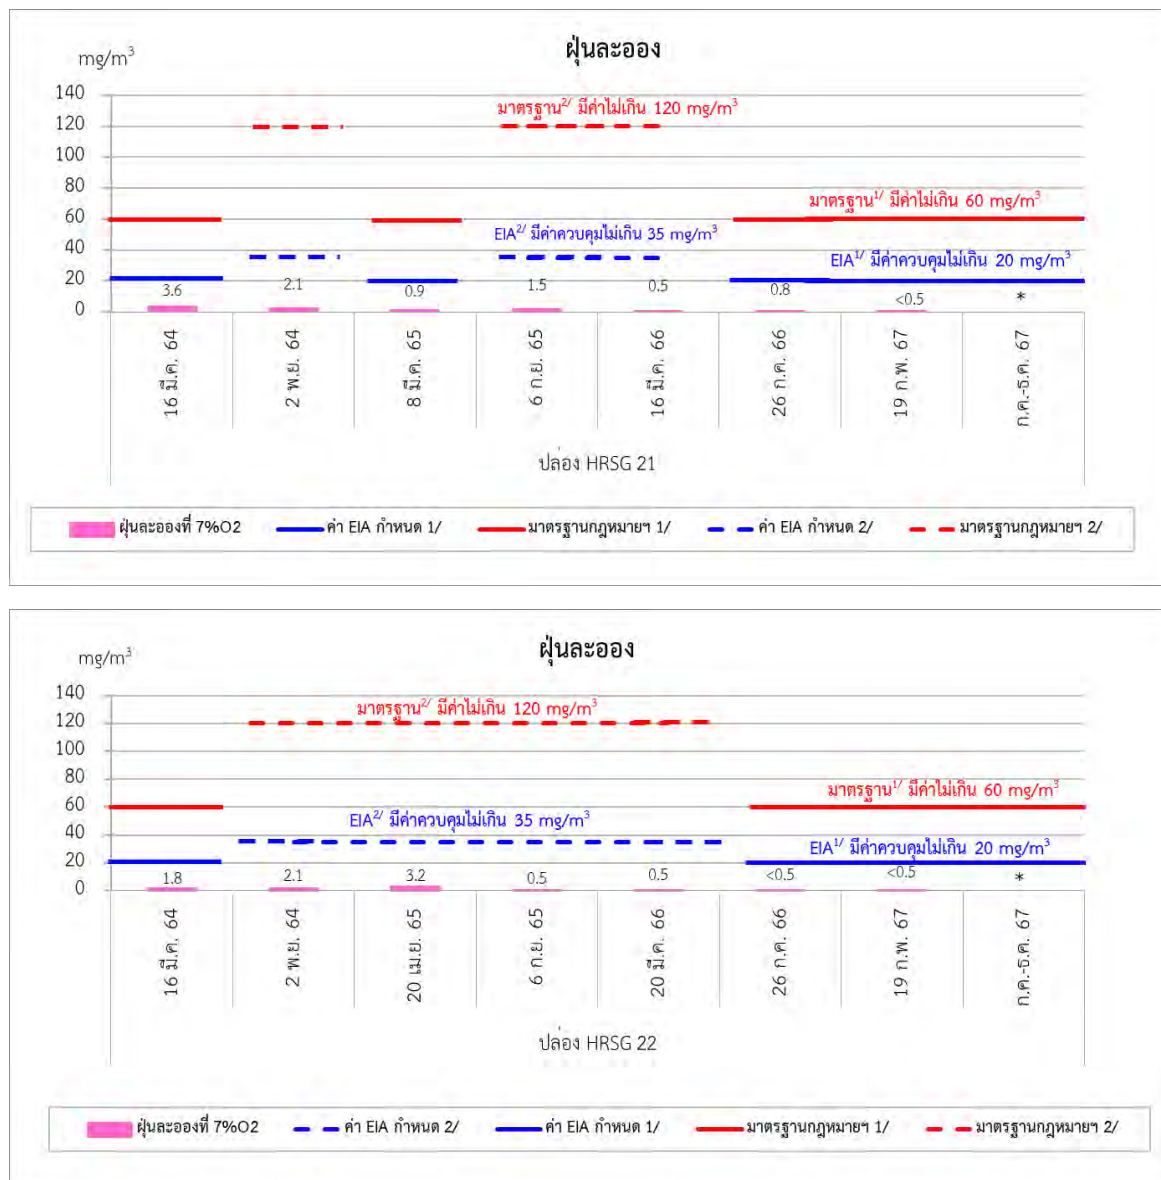 ฝุ่นละออง
mg/m³
140
120
100
80
60
40
20
0
มาตรฐาน²/ มีค่าไม่เกิน 120 mg/m³
มาตรฐาน¹/ มีค่าไม่เกิน 60 mg/m³
EIA²/ มีค่าควบคุมไม่เกิน 35 mg/m³
EIA¹/ มีค่าควบคุมไม่เกิน 20 mg/m³
3.6 2.1 0.9 1.5 0.5 0.8 <0.5 *
16 มี.ค. 64 2 พ.ย. 64 8 มี.ค. 65 6 ก.ย. 65 16 มี.ค. 66 26 ก.ค. 66 19 ก.พ. 67 ก.ค.-ธ.ค. 67
ปล่อง HRSG 21
ฝุ่นละอองที่ 7%O2 ค่า EIA กำหนด 1/ มาตรฐานกฎหมายฯ 1/ ค่า EIA กำหนด 2/ มาตรฐานกฎหมายฯ 2/
ฝุ่นละออง
mg/m³
140
120
100
80
60
40
20
0
มาตรฐาน²/ มีค่าไม่เกิน 120 mg/m³
มาตรฐาน¹/ มีค่าไม่เกิน 60 mg/m³
EIA²/ มีค่าควบคุมไม่เกิน 35 mg/m³
EIA¹/ มีค่าควบคุมไม่เกิน 20 mg/m³
1.8 2.1 3.2 0.5 0.5 <0.5 <0.5 *
16 มี.ค. 64 2 พ.ย. 64 20 เม.ย. 65 6 ก.ย. 65 20 มี.ค. 66 26 ก.ค. 66 19 ก.พ. 67 ก.ค.-ธ.ค. 67
ปล่อง HRSG 22
ฝุ่นละอองที่ 7%O2 ค่า EIA กำหนด 2/ ค่า EIA กำหนด 1/ มาตรฐานกฎหมายฯ 1/ มาตรฐานกฎหมายฯ 2/